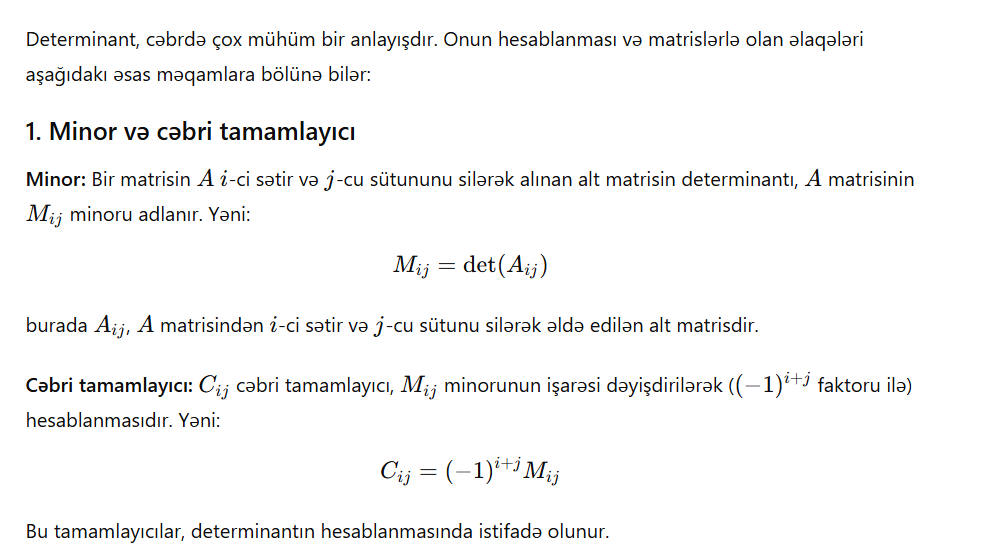 Determinant, cəbrdə çox mühüm bir anlayışdır. Onun hesablanması və matrislərlə olan əlaqələri
aşağıdakı əsas məqamlara bölünə bilər:
1. Minor və cəbri tamamlayıcı
Minor: Bir matrisin A i-ci sətir və j-cu sütununu silərək alınan alt matrisin determinantı, A matrisinin
M_{ij} minoru adlanır. Yəni:
M_{ij} = det(A_{ij})
burada A_{ij}, A matrisindən i-ci sətir və j-cu sütunu silərək əldə edilən alt matrisdir.
Cəbri tamamlayıcı: C_{ij} cəbri tamamlayıcı, M_{ij} minorunun işarəsi dəyişdirilərək ((−1)^{i+j} faktoru ilə)
hesablanmasıdır. Yəni:
C_{ij} = (−1)^{i+j} M_{ij}
Bu tamamlayıcılar, determinantın hesablanmasında istifadə olunur.